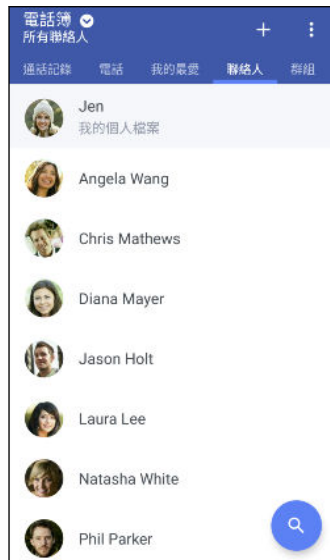 電話簿
所有聯絡人
通話記錄 電話 我的最愛 聯絡人 群組
Jen
我的個人檔案
Angela Wang
Chris Mathews
Diana Mayer
Jason Holt
Laura Lee
Natasha White
Phil Parker